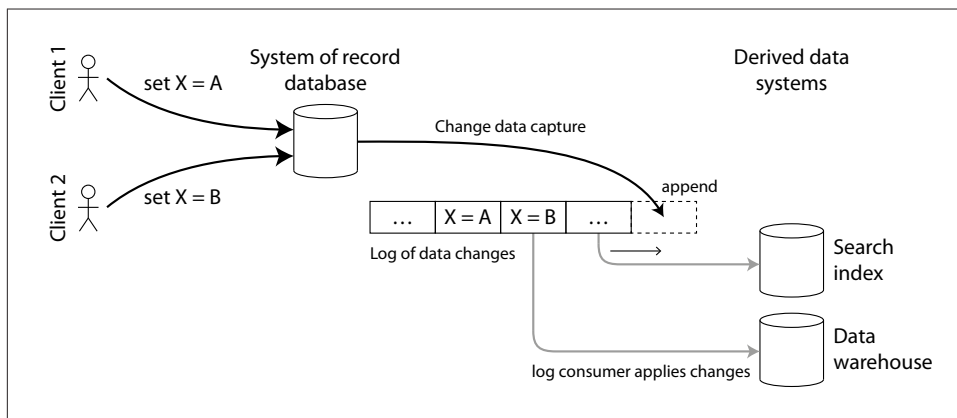 Client 1
set X = A
System of record
database
Derived data
systems
Change data capture
Client 2
set X = B
append
…
X = A
X = B
…
Log of data changes
Search
index
Data
warehouse
log consumer applies changes